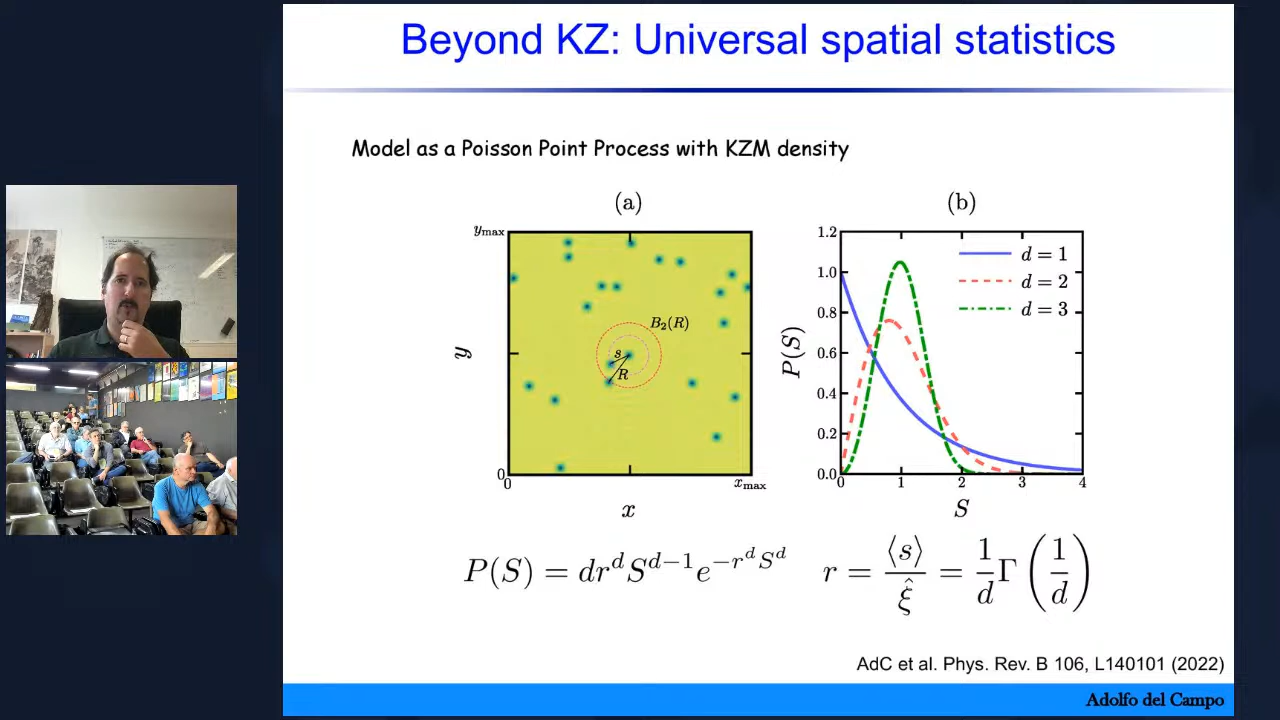 Beyond KZ: Universal spatial statistics
Model as a Poisson Point Process with KZM density
(a)
y_max
B₂(R)
s
R
y
0
0
x_max
x
(b)
1.2
1.0
0.8
0.6
0.4
0.2
0.0
d = 1
d = 2
d = 3
P(S)
0 1 2 3 4
S
P(S) = dr^d S^{d−1} e^{−r^d S^d}
r = ⟨s⟩/ξ̂ = 1/d Γ(1/d)
AdC et al. Phys. Rev. B 106, L140101 (2022)
Adolfo del Campo